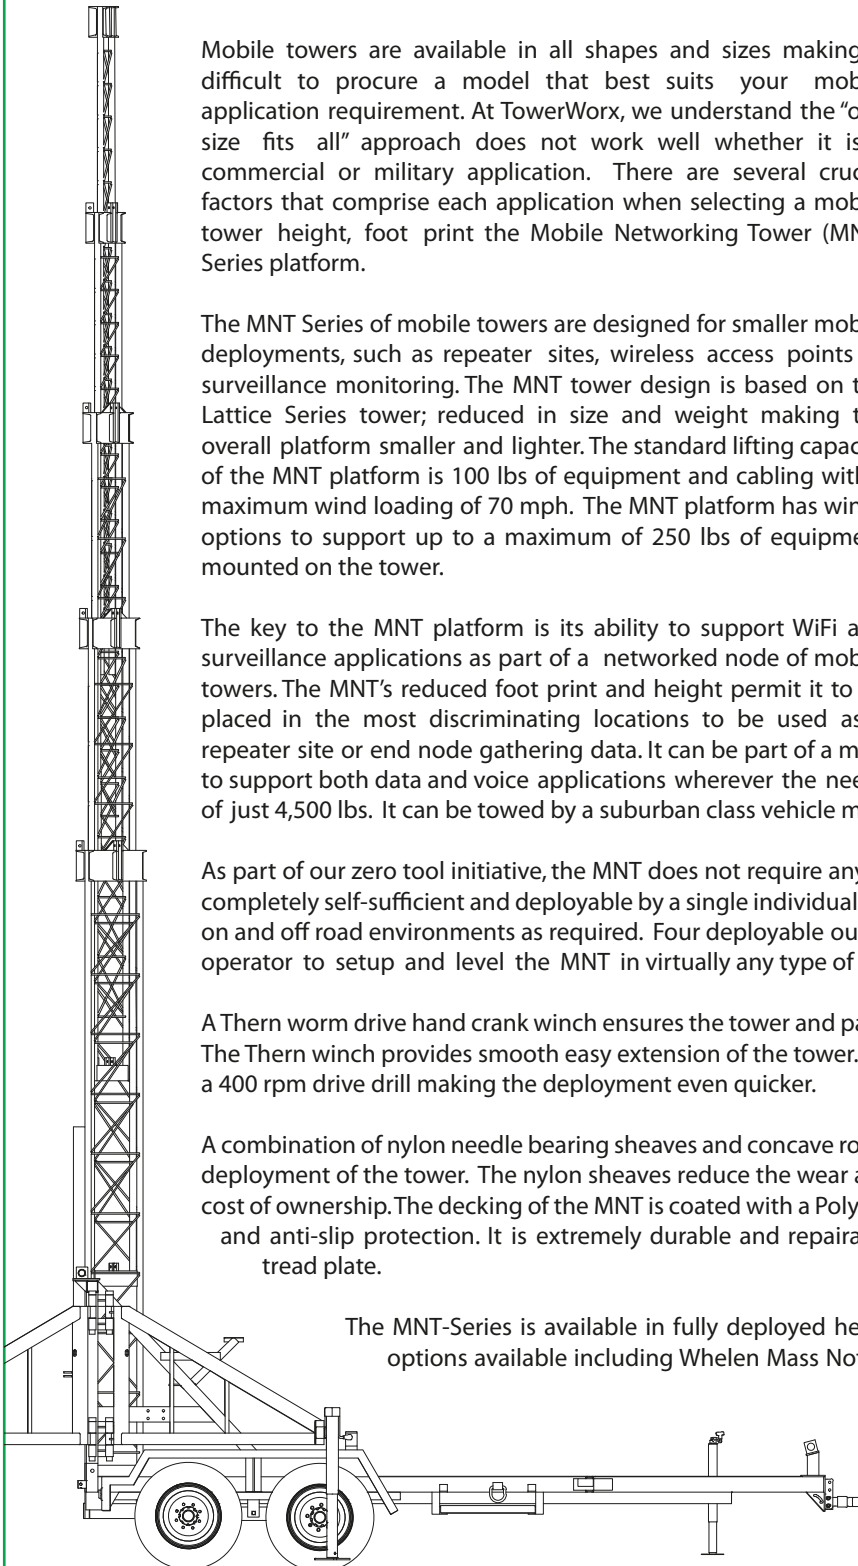 Mobile towers are available in all shapes and sizes making
difficult to procure a model that best suits your mob
application requirement. At TowerWorx, we understand the “o
size fits all” approach does not work well whether it is
commercial or military application. There are several cruc
factors that comprise each application when selecting a mob
tower height, foot print the Mobile Networking Tower (MN
Series platform.
The MNT Series of mobile towers are designed for smaller mob
deployments, such as repeater sites, wireless access points
surveillance monitoring. The MNT tower design is based on t
Lattice Series tower; reduced in size and weight making t
overall platform smaller and lighter. The standard lifting capac
of the MNT platform is 100 lbs of equipment and cabling with
maximum wind loading of 70 mph. The MNT platform has win
options to support up to a maximum of 250 lbs of equipme
mounted on the tower.
The key to the MNT platform is its ability to support WiFi a
surveillance applications as part of a networked node of mob
towers. The MNT’s reduced foot print and height permit it to
placed in the most discriminating locations to be used as
repeater site or end node gathering data. It can be part of a m
to support both data and voice applications wherever the nee
of just 4,500 lbs. It can be towed by a suburban class vehicle m
As part of our zero tool initiative, the MNT does not require any
completely self-sufficient and deployable by a single individual
on and off road environments as required. Four deployable ou
operator to setup and level the MNT in virtually any type of
A Thern worm drive hand crank winch ensures the tower and pa
The Thern winch provides smooth easy extension of the tower.
a 400 rpm drive drill making the deployment even quicker.
A combination of nylon needle bearing sheaves and concave ro
deployment of the tower. The nylon sheaves reduce the wear a
cost of ownership. The decking of the MNT is coated with a Poly
and anti-slip protection. It is extremely durable and repaira
tread plate.
The MNT-Series is available in fully deployed he
options available including Whelen Mass Not